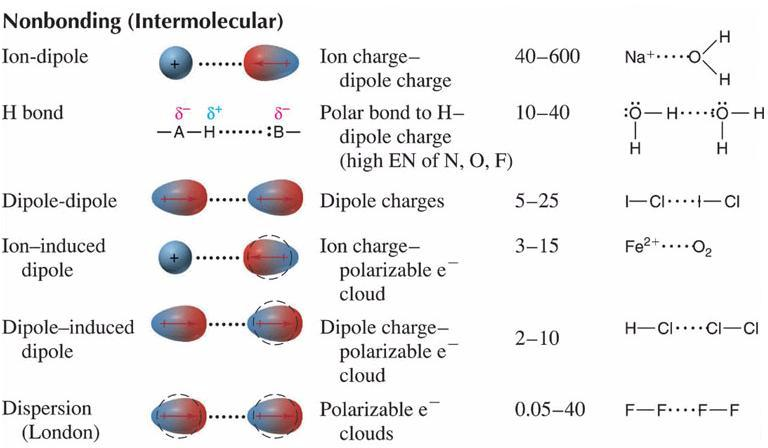 Nonbonding (Intermolecular)
Ion-dipole + Ion charge– 40–600 Na⁺····O H
dipole charge H
H bond δ⁻ δ⁺ δ⁻ Polar bond to H– 10–40 :Ö—H····:Ö—H
—A—H·······:B— dipole charge H H
(high EN of N, O, F)
Dipole-dipole Dipole charges 5–25 I—Cl····I—Cl
Ion–induced + Ion charge– 3–15 Fe²⁺····O₂
dipole polarizable e⁻
cloud
Dipole–induced Dipole charge– 2–10 H—Cl····Cl—Cl
dipole polarizable e⁻
cloud
Dispersion Polarizable e⁻ 0.05–40 F—F····F—F
(London) clouds